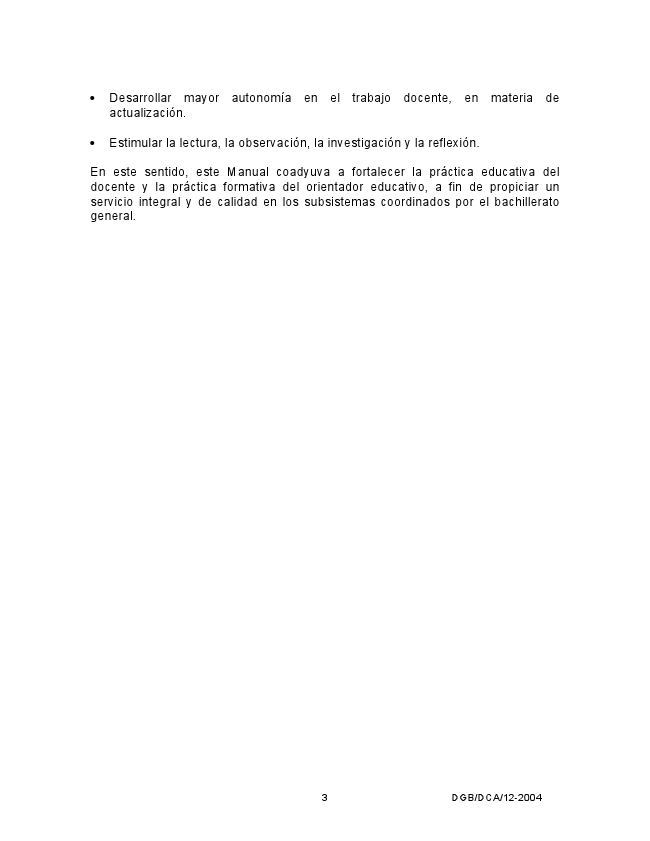 • Desarrollar mayor autonomía en el trabajo docente, en materia de
actualización.
• Estimular la lectura, la observación, la investigación y la reflexión.
En este sentido, este Manual coadyuva a fortalecer la práctica educativa del
docente y la práctica formativa del orientador educativo, a fin de propiciar un
servicio integral y de calidad en los subsistemas coordinados por el bachillerato
general.
3 DGB/DCA/12-2004